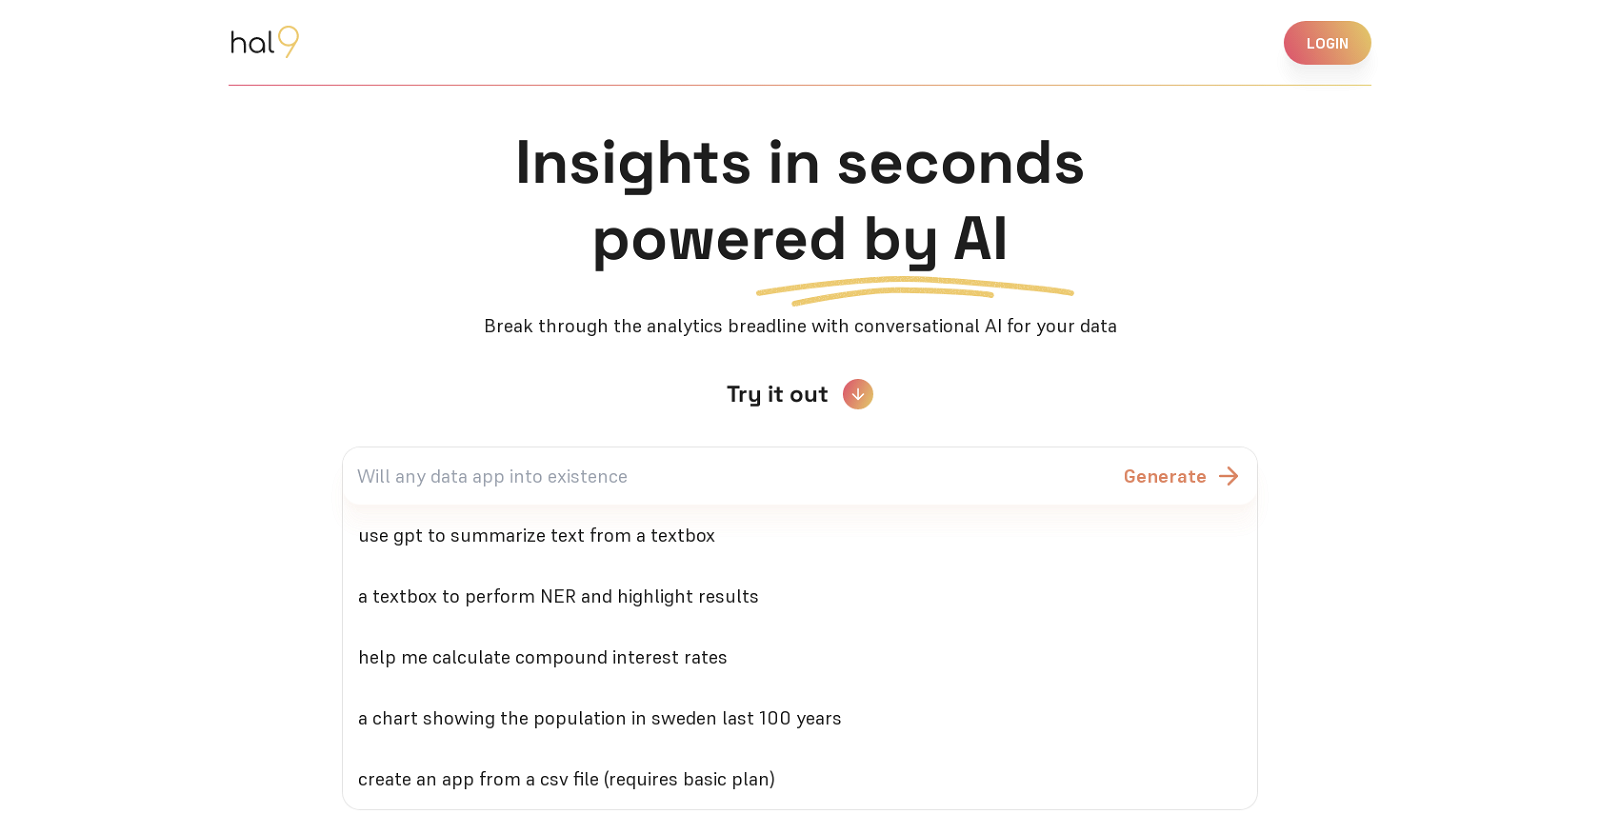 hal9
LOGIN
Insights in seconds
powered by AI
Break through the analytics breadline with conversational AI for your data
Try it out
Will any data app into existence
Generate
use gpt to summarize text from a textbox
a textbox to perform NER and highlight results
help me calculate compound interest rates
a chart showing the population in sweden last 100 years
create an app from a csv file (requires basic plan)